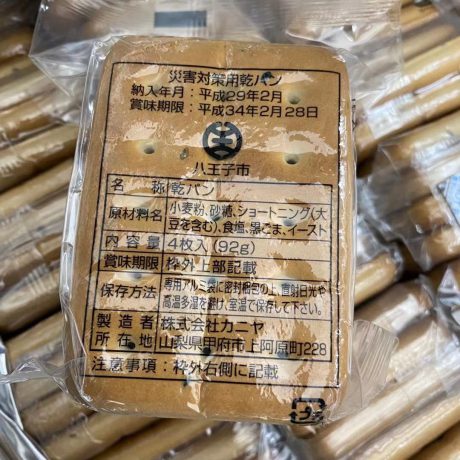 災害対策用乾パン
納入年月：平成29年2月
賞味期限：平成34年2月28日
八王子市
名 称 乾パン
原材料名 小麦粉、砂糖、ショートニング(大
豆を含む)、食塩、張ごま、イースト
内容量 4枚入(92g)
賞味期限 枠外上部記載
保存方法 専用アルミ袋に密封梱包の上、直射日光や
高温多湿を避け、室温で保存して下さい。
製造者 株式会社カニヤ
所在地 山梨県甲府市上阿原町228
注意事項：枠外右側に記載
プラ